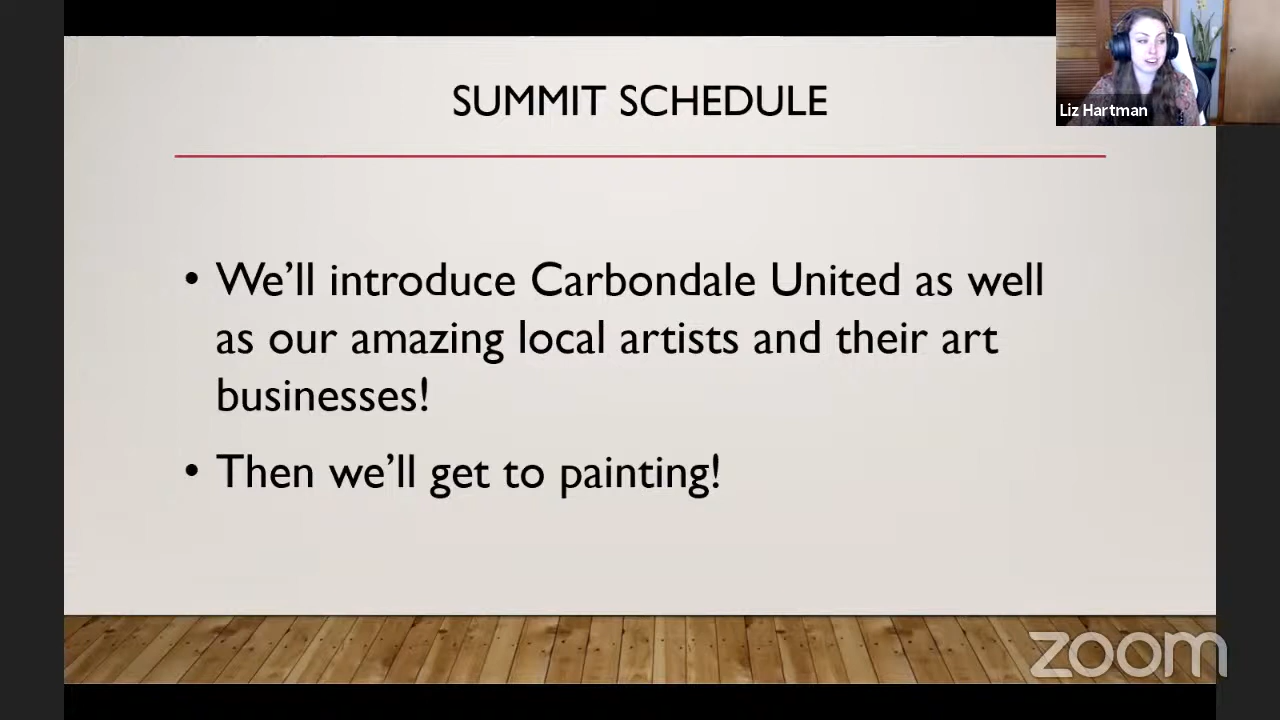 SUMMIT SCHEDULE
Liz Hartman
• We’ll introduce Carbondale United as well
as our amazing local artists and their art
businesses!
• Then we’ll get to painting!
zoom